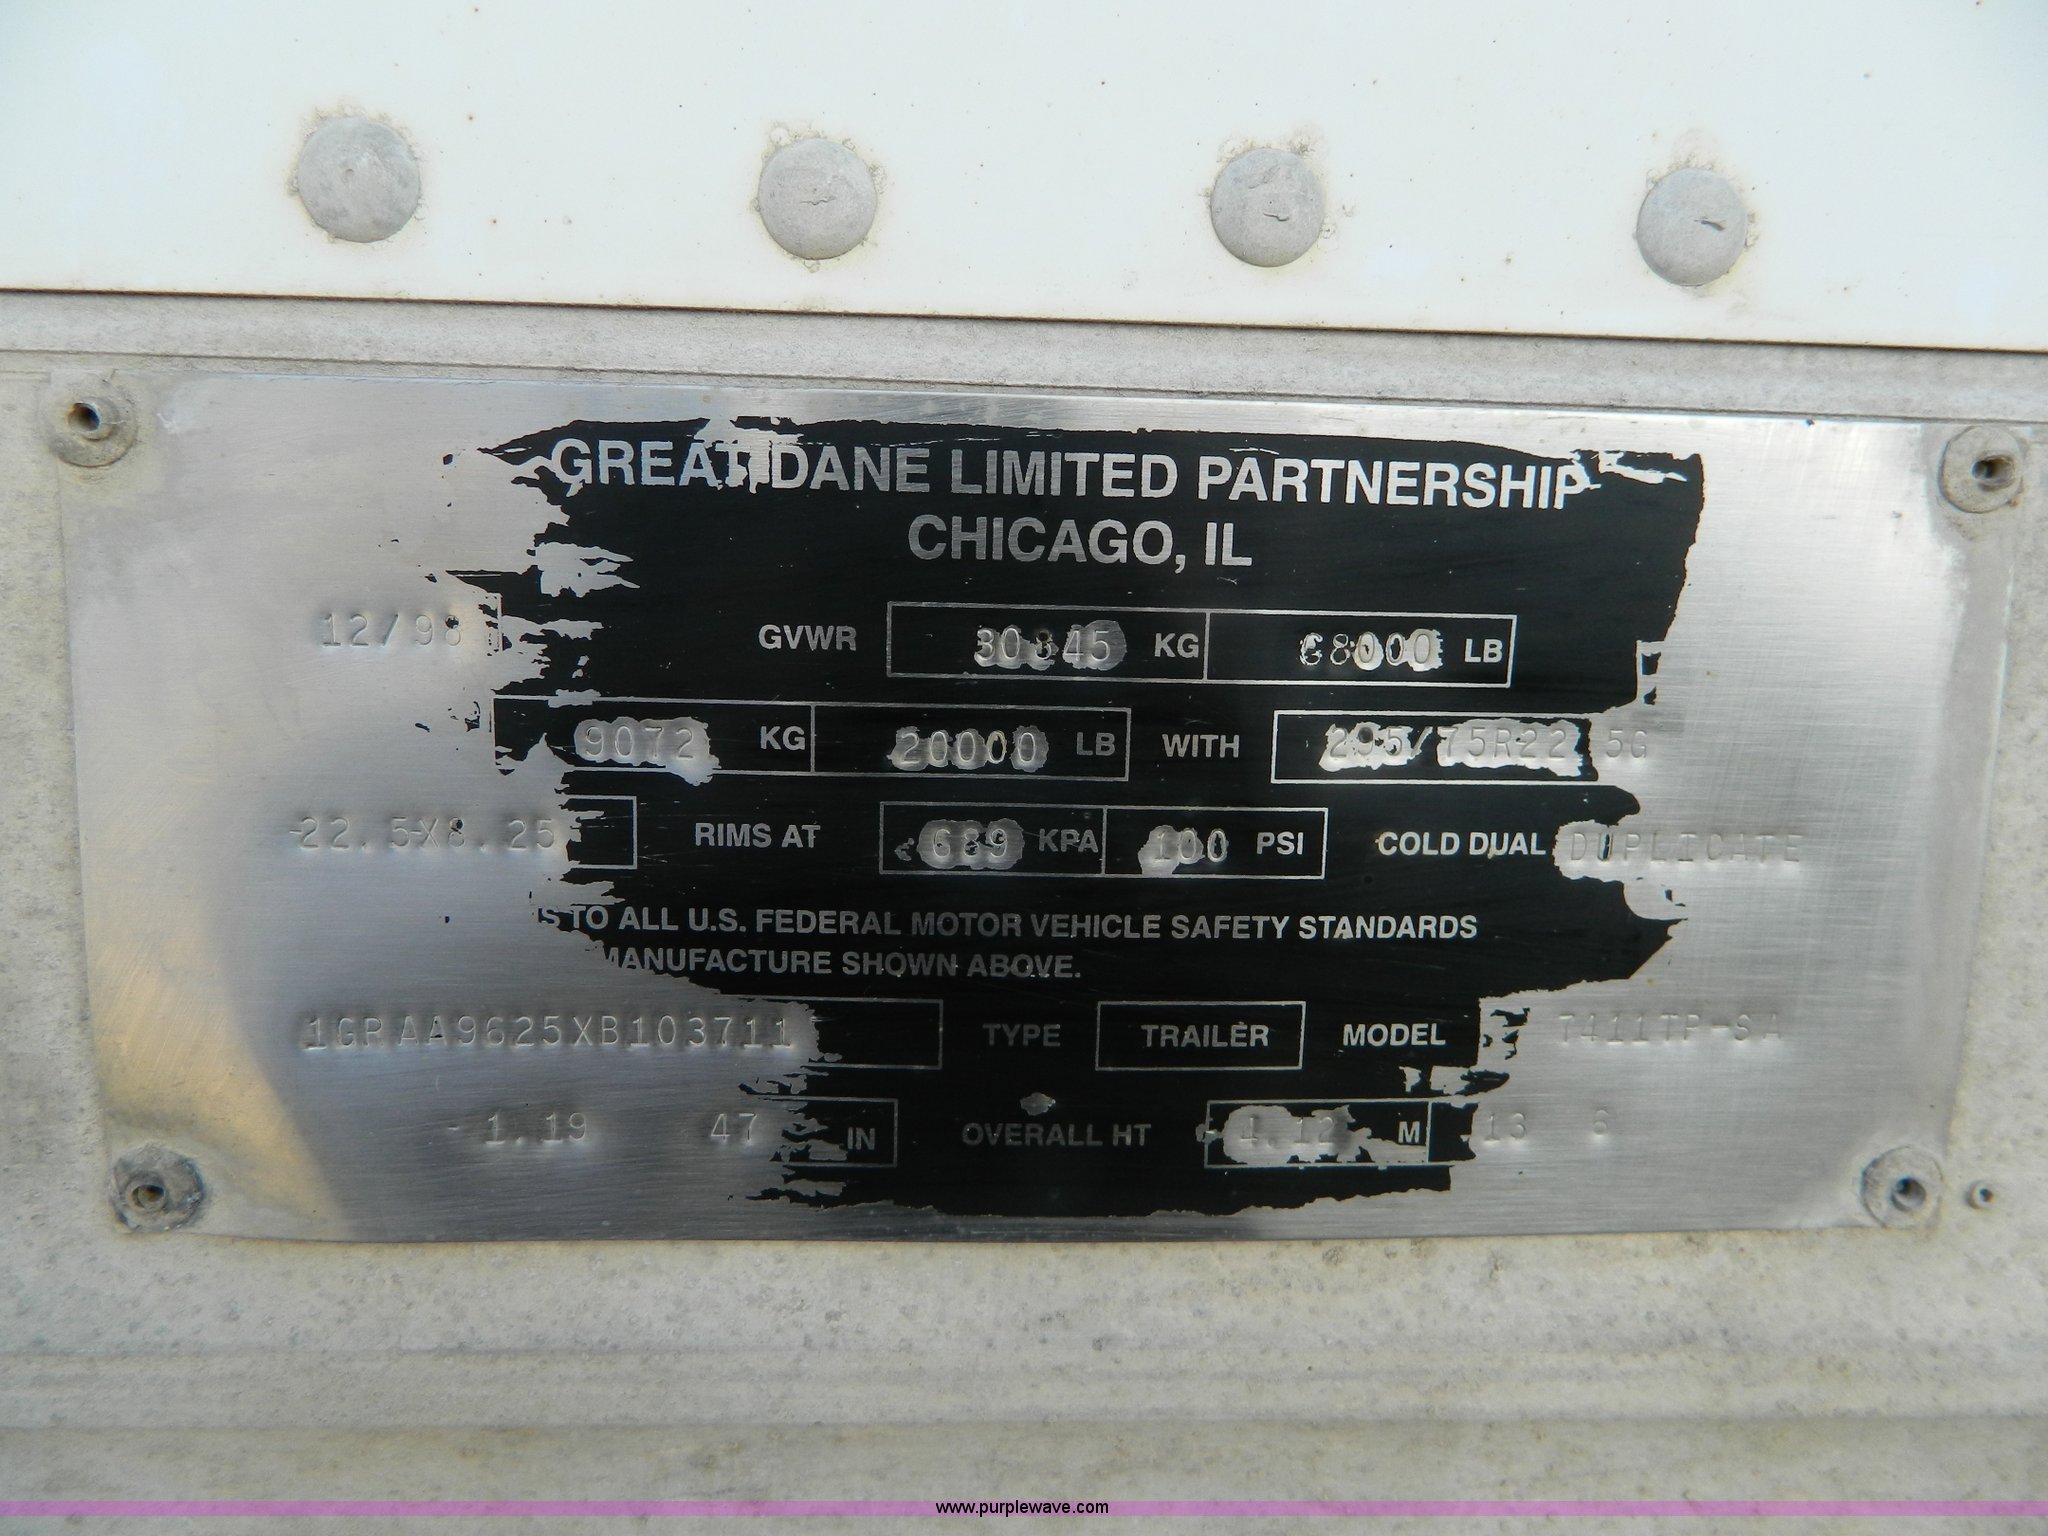 GREAT DANE LIMITED PARTNERSHIP
CHICAGO, IL
12/98 GVWR 30845 KG 68000 LB
9072 KG 20000 LB WITH 295/75R22 5G
22.5X8.25 RIMS AT 689 KPA 100 PSI COLD DUAL DUPLICATE
TO ALL U.S. FEDERAL MOTOR VEHICLE SAFETY STANDARDS
MANUFACTURE SHOWN ABOVE.
1GRAA9625XB103711 TYPE TRAILER MODEL T411TP-SA
1.19 47 IN OVERALL HT 4.12 M 13 6
www.purplewave.com